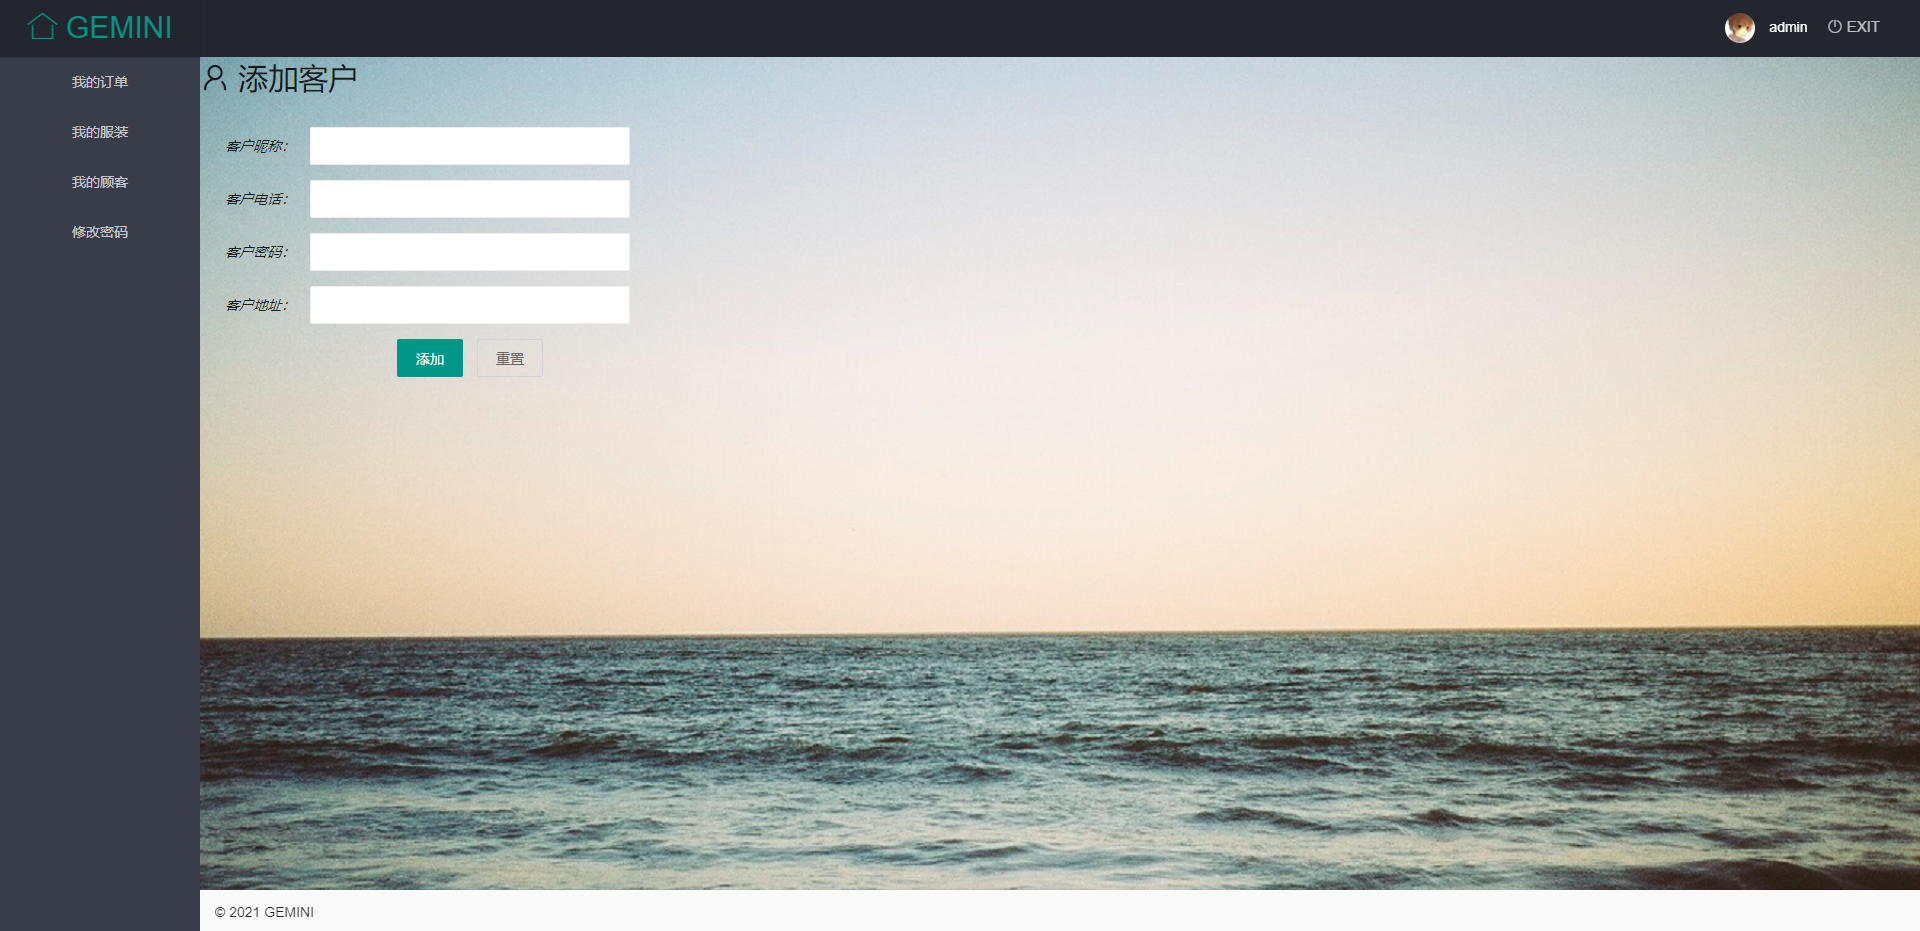 GEMINI
admin
EXIT
我的订单
我的服装
我的顾客
修改密码
添加客户
客户昵称：
客户电话：
客户密码：
客户地址：
添加 重置
© 2021 GEMINI